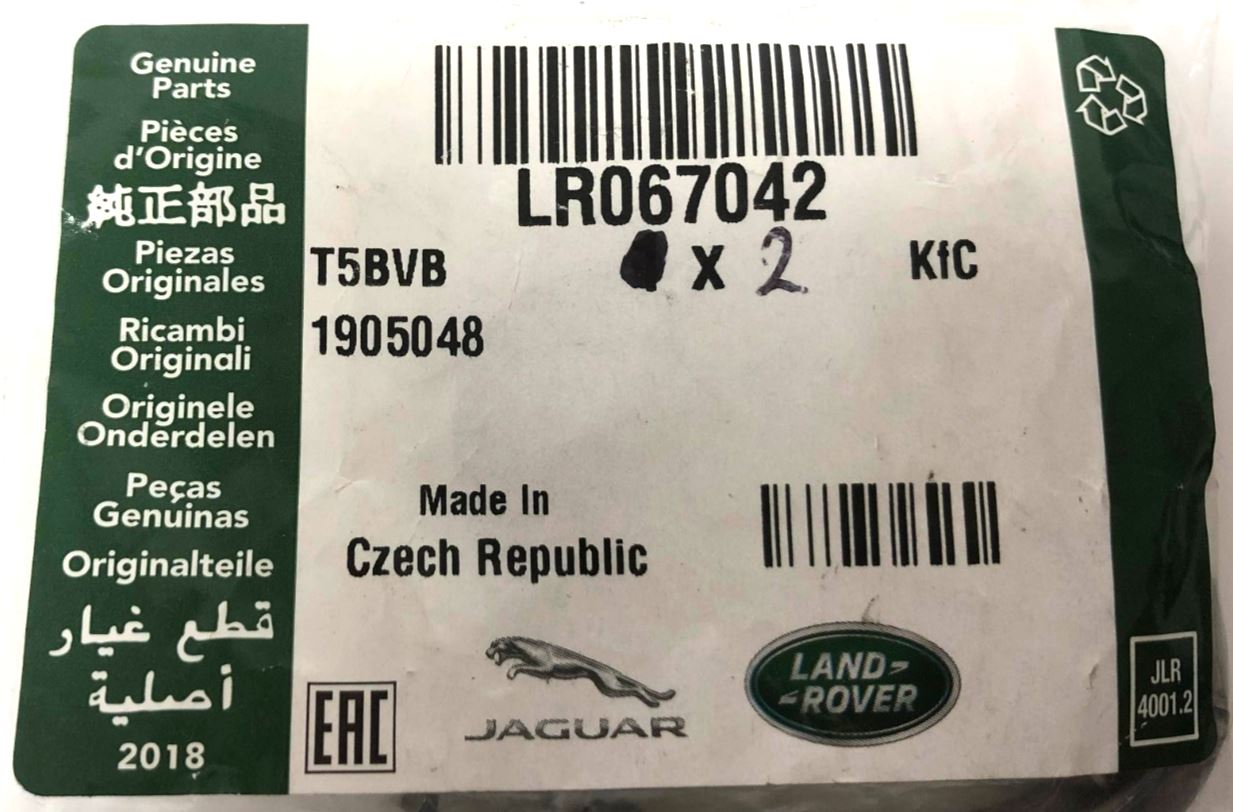 Genuine
Parts
Pièces
d'Origine
純正部品
Piezas
Originales
Ricambi
Originali
Originele
Onderdelen
Peças
Genuinas
Originalteile
قطع غيار
أصلية
2018
LR067042
T5BVB
X 2
KfC
1905048
Made In
Czech Republic
EAC
JAGUAR
LAND-
-ROVER
JLR
4001.2